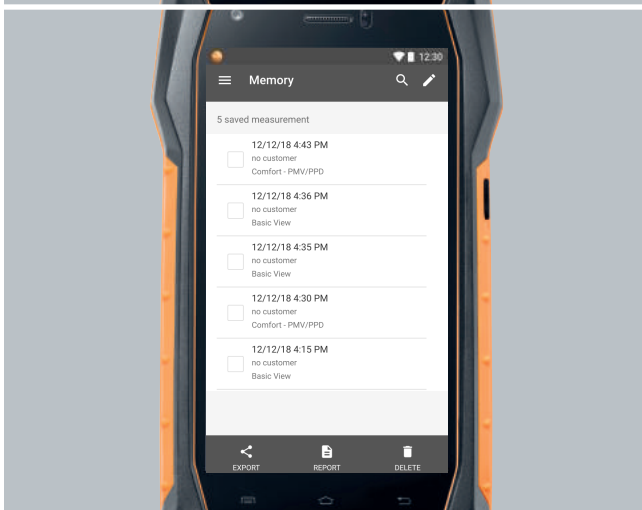 12:30
Memory
5 saved measurement
12/12/18 4:43 PM
no customer
Comfort - PMV/PPD
12/12/18 4:36 PM
no customer
Basic View
12/12/18 4:35 PM
no customer
Basic View
12/12/18 4:30 PM
no customer
Comfort - PMV/PPD
12/12/18 4:15 PM
no customer
Basic View
EXPORT REPORT DELETE